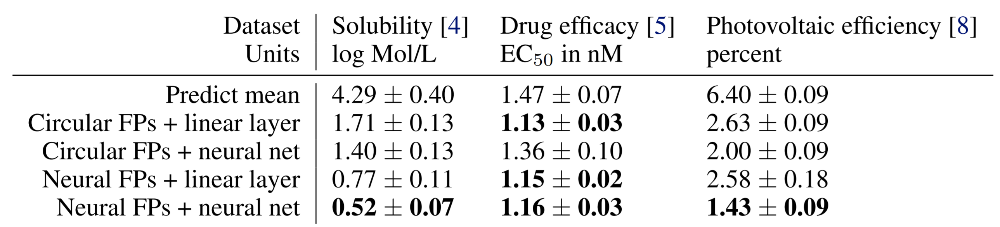 Dataset Solubility [4] Drug efficacy [5] Photovoltaic efficiency [8]
Units log Mol/L EC50 in nM percent
Predict mean 4.29 ± 0.40 1.47 ± 0.07 6.40 ± 0.09
Circular FPs + linear layer 1.71 ± 0.13 1.13 ± 0.03 2.63 ± 0.09
Circular FPs + neural net 1.40 ± 0.13 1.36 ± 0.10 2.00 ± 0.09
Neural FPs + linear layer 0.77 ± 0.11 1.15 ± 0.02 2.58 ± 0.18
Neural FPs + neural net 0.52 ± 0.07 1.16 ± 0.03 1.43 ± 0.09